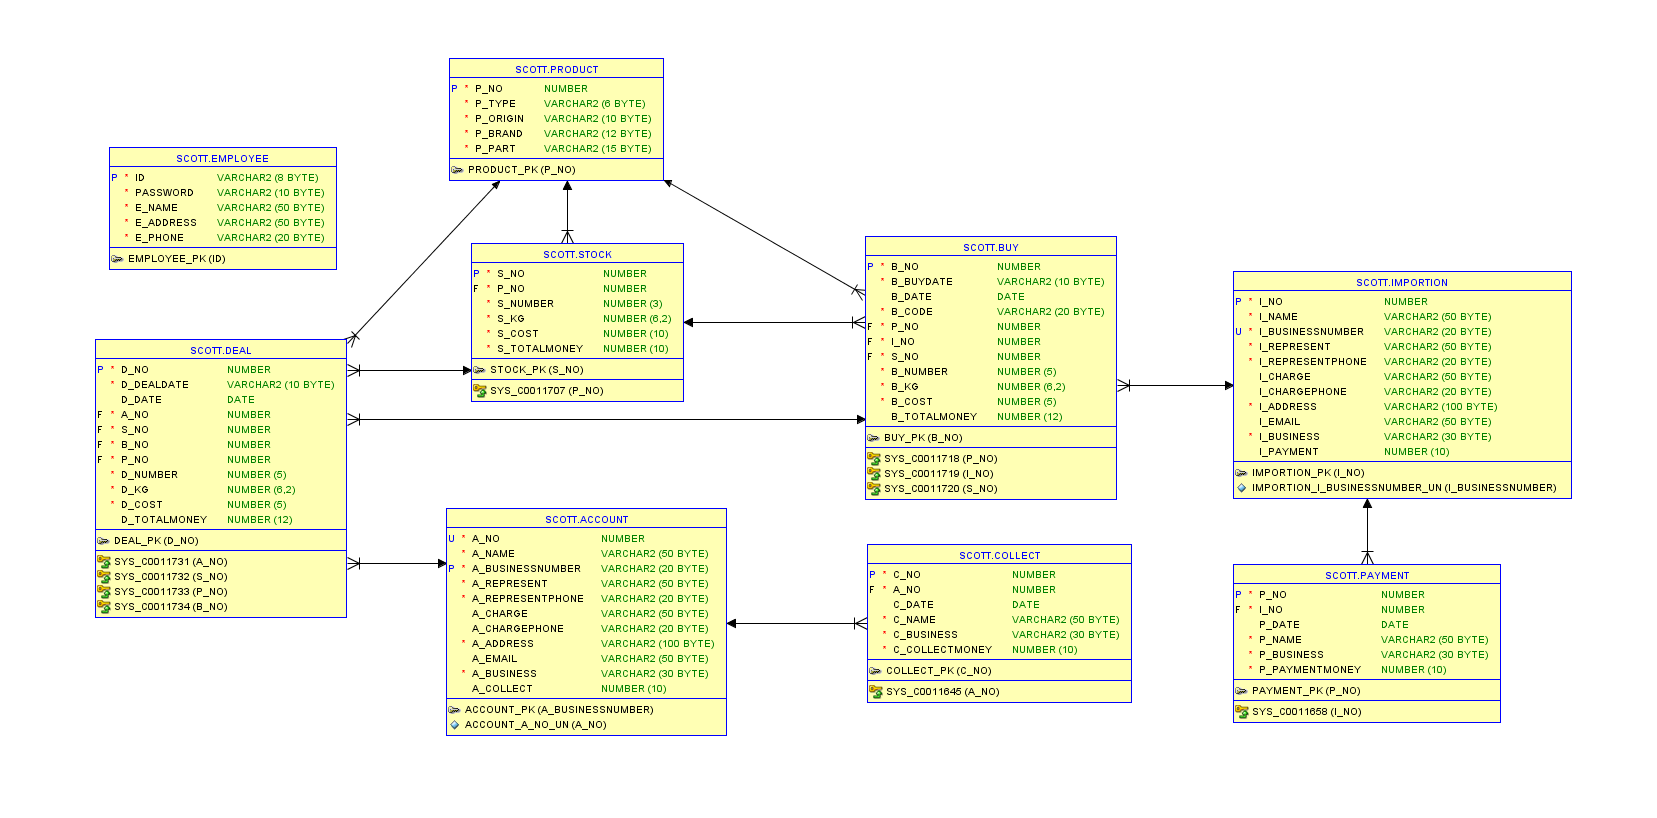 SCOTT.PRODUCT
P * P_NO NUMBER
* P_TYPE VARCHAR2 (6 BYTE)
* P_ORIGIN VARCHAR2 (10 BYTE)
* P_BRAND VARCHAR2 (12 BYTE)
* P_PART VARCHAR2 (15 BYTE)
PRODUCT_PK (P_NO)
SCOTT.EMPLOYEE
P * ID VARCHAR2 (8 BYTE)
* PASSWORD VARCHAR2 (10 BYTE)
* E_NAME VARCHAR2 (50 BYTE)
* E_ADDRESS VARCHAR2 (50 BYTE)
* E_PHONE VARCHAR2 (20 BYTE)
EMPLOYEE_PK (ID)
SCOTT.STOCK
P * S_NO NUMBER
F * P_NO NUMBER
* S_NUMBER NUMBER (3)
* S_KG NUMBER (6,2)
* S_COST NUMBER (10)
* S_TOTALMONEY NUMBER (10)
STOCK_PK (S_NO)
SYS_C0011707 (P_NO)
SCOTT.BUY
P * B_NO NUMBER
* B_BUYDATE VARCHAR2 (10 BYTE)
B_DATE DATE
* B_CODE VARCHAR2 (20 BYTE)
F * P_NO NUMBER
F * I_NO NUMBER
F * S_NO NUMBER
* B_NUMBER NUMBER (5)
* B_KG NUMBER (6,2)
* B_COST NUMBER (5)
B_TOTALMONEY NUMBER (12)
BUY_PK (B_NO)
SYS_C0011718 (P_NO)
SYS_C0011719 (I_NO)
SYS_C0011720 (S_NO)
SCOTT.IMPORTION
P * I_NO NUMBER
* I_NAME VARCHAR2 (50 BYTE)
U * I_BUSINESSNUMBER VARCHAR2 (20 BYTE)
* I_REPRESENT VARCHAR2 (50 BYTE)
* I_REPRESENTPHONE VARCHAR2 (20 BYTE)
I_CHARGE VARCHAR2 (50 BYTE)
I_CHARGEPHONE VARCHAR2 (20 BYTE)
* I_ADDRESS VARCHAR2 (100 BYTE)
I_EMAIL VARCHAR2 (50 BYTE)
* I_BUSINESS VARCHAR2 (30 BYTE)
I_PAYMENT NUMBER (10)
IMPORTION_PK (I_NO)
IMPORTION_I_BUSINESSNUMBER_UN (I_BUSINESSNUMBER)
SCOTT.DEAL
P * D_NO NUMBER
* D_DEALDATE VARCHAR2 (10 BYTE)
D_DATE DATE
F * A_NO NUMBER
F * S_NO NUMBER
F * B_NO NUMBER
F * P_NO NUMBER
* D_NUMBER NUMBER (5)
* D_KG NUMBER (6,2)
* D_COST NUMBER (5)
D_TOTALMONEY NUMBER (12)
DEAL_PK (D_NO)
SYS_C0011731 (A_NO)
SYS_C0011732 (S_NO)
SYS_C0011733 (P_NO)
SYS_C0011734 (B_NO)
SCOTT.ACCOUNT
U * A_NO NUMBER
* A_NAME VARCHAR2 (50 BYTE)
P * A_BUSINESSNUMBER VARCHAR2 (20 BYTE)
* A_REPRESENT VARCHAR2 (50 BYTE)
* A_REPRESENTPHONE VARCHAR2 (20 BYTE)
A_CHARGE VARCHAR2 (50 BYTE)
A_CHARGEPHONE VARCHAR2 (20 BYTE)
* A_ADDRESS VARCHAR2 (100 BYTE)
A_EMAIL VARCHAR2 (50 BYTE)
* A_BUSINESS VARCHAR2 (30 BYTE)
A_COLLECT NUMBER (10)
ACCOUNT_PK (A_BUSINESSNUMBER)
ACCOUNT_A_NO_UN (A_NO)
SCOTT.COLLECT
P * C_NO NUMBER
F * A_NO NUMBER
C_DATE DATE
* C_NAME VARCHAR2 (50 BYTE)
* C_BUSINESS VARCHAR2 (30 BYTE)
* C_COLLECTMONEY NUMBER (10)
COLLECT_PK (C_NO)
SYS_C0011645 (A_NO)
SCOTT.PAYMENT
P * P_NO NUMBER
F * I_NO NUMBER
P_DATE DATE
* P_NAME VARCHAR2 (50 BYTE)
* P_BUSINESS VARCHAR2 (30 BYTE)
* P_PAYMENTMONEY NUMBER (10)
PAYMENT_PK (P_NO)
SYS_C0011658 (I_NO)